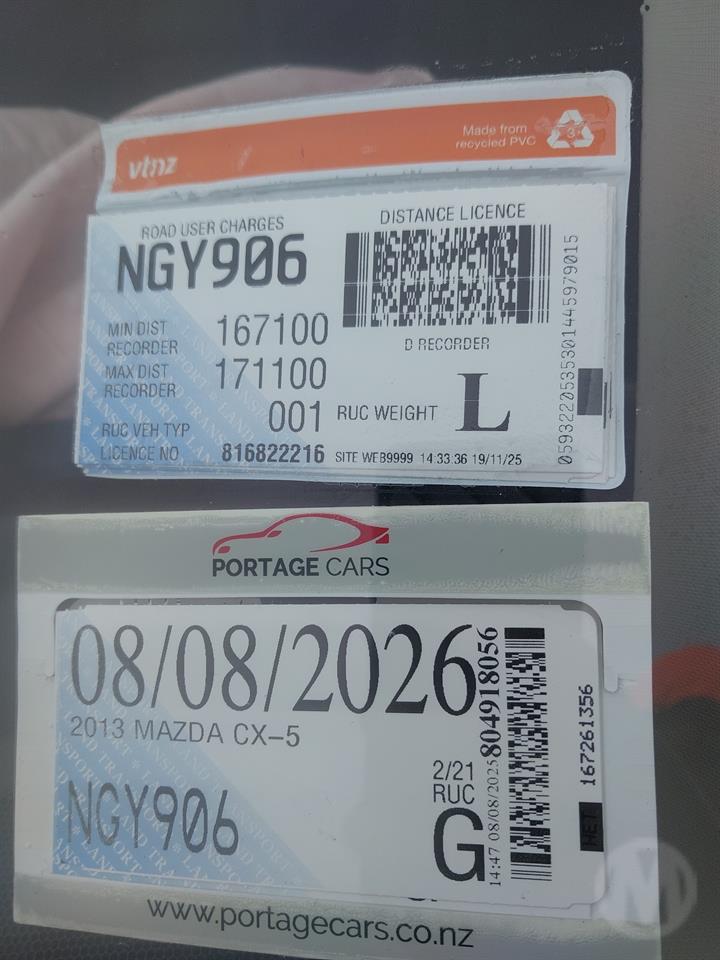 vtnz
Made from
recycled PVC
3
ROAD USER CHARGES
NGY906
DISTANCE LICENCE
MIN DIST
RECORDER
167100
MAX DIST
RECORDER
171100
D RECORDER
RUC VEH TYP
001
RUC WEIGHT
L
LICENCE NO
816822216
SITE WEB9999 14:33:36 19/11/25
05932220535301445979015
PORTAGE CARS
08/08/2026
2013 MAZDA CX-5
NGY906
2/21
RUC
G
14:47 08/08/2025
804918056
MET
167261356
www.portagecars.co.nz
M